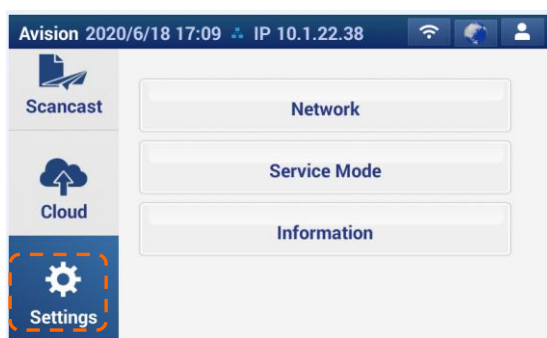 Avision 2020/6/18 17:09 IP 10.1.22.38
Scancast
Cloud
Settings
Network
Service Mode
Information